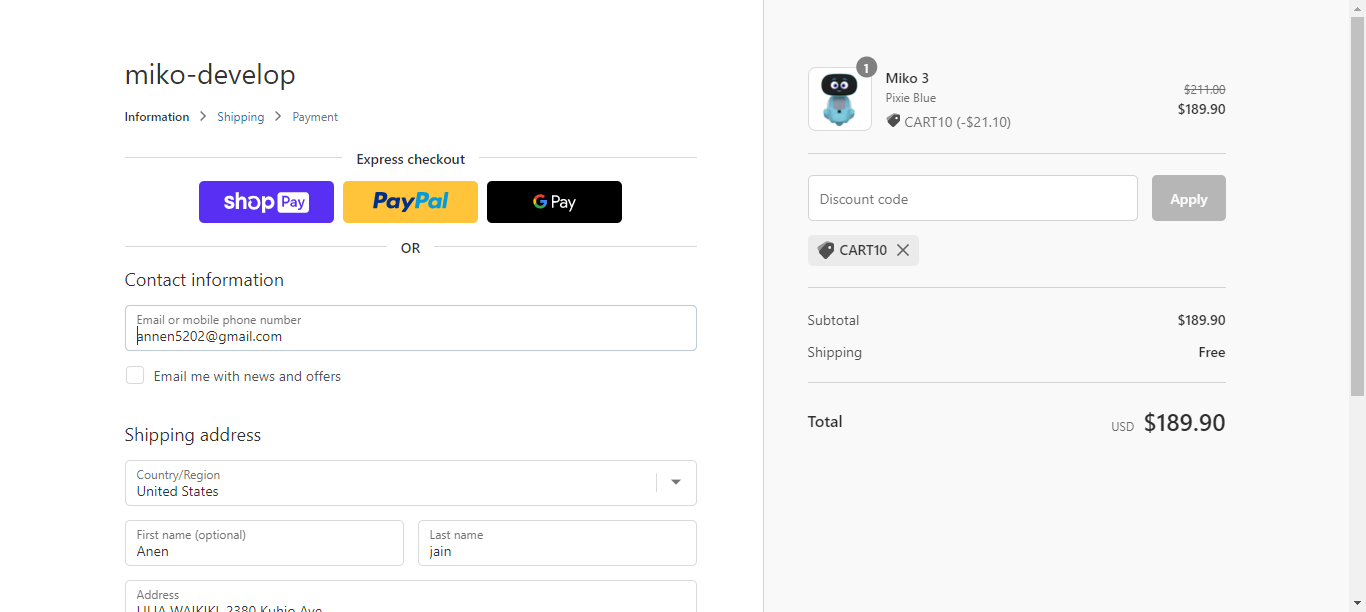 miko-develop
Information > Shipping > Payment
Express checkout
shop Pay PayPal G Pay
OR
Contact information
Email or mobile phone number
annen5202@gmail.com
Email me with news and offers
Shipping address
Country/Region
United States
First name (optional)
Anen
Last name
jain
Address
2380 Kuhio Ave
1
Miko 3
Pixie Blue
CART10 (-$21.10)
$211.00
$189.90
Discount code
Apply
CART10
Subtotal $189.90
Shipping Free
Total USD $189.90